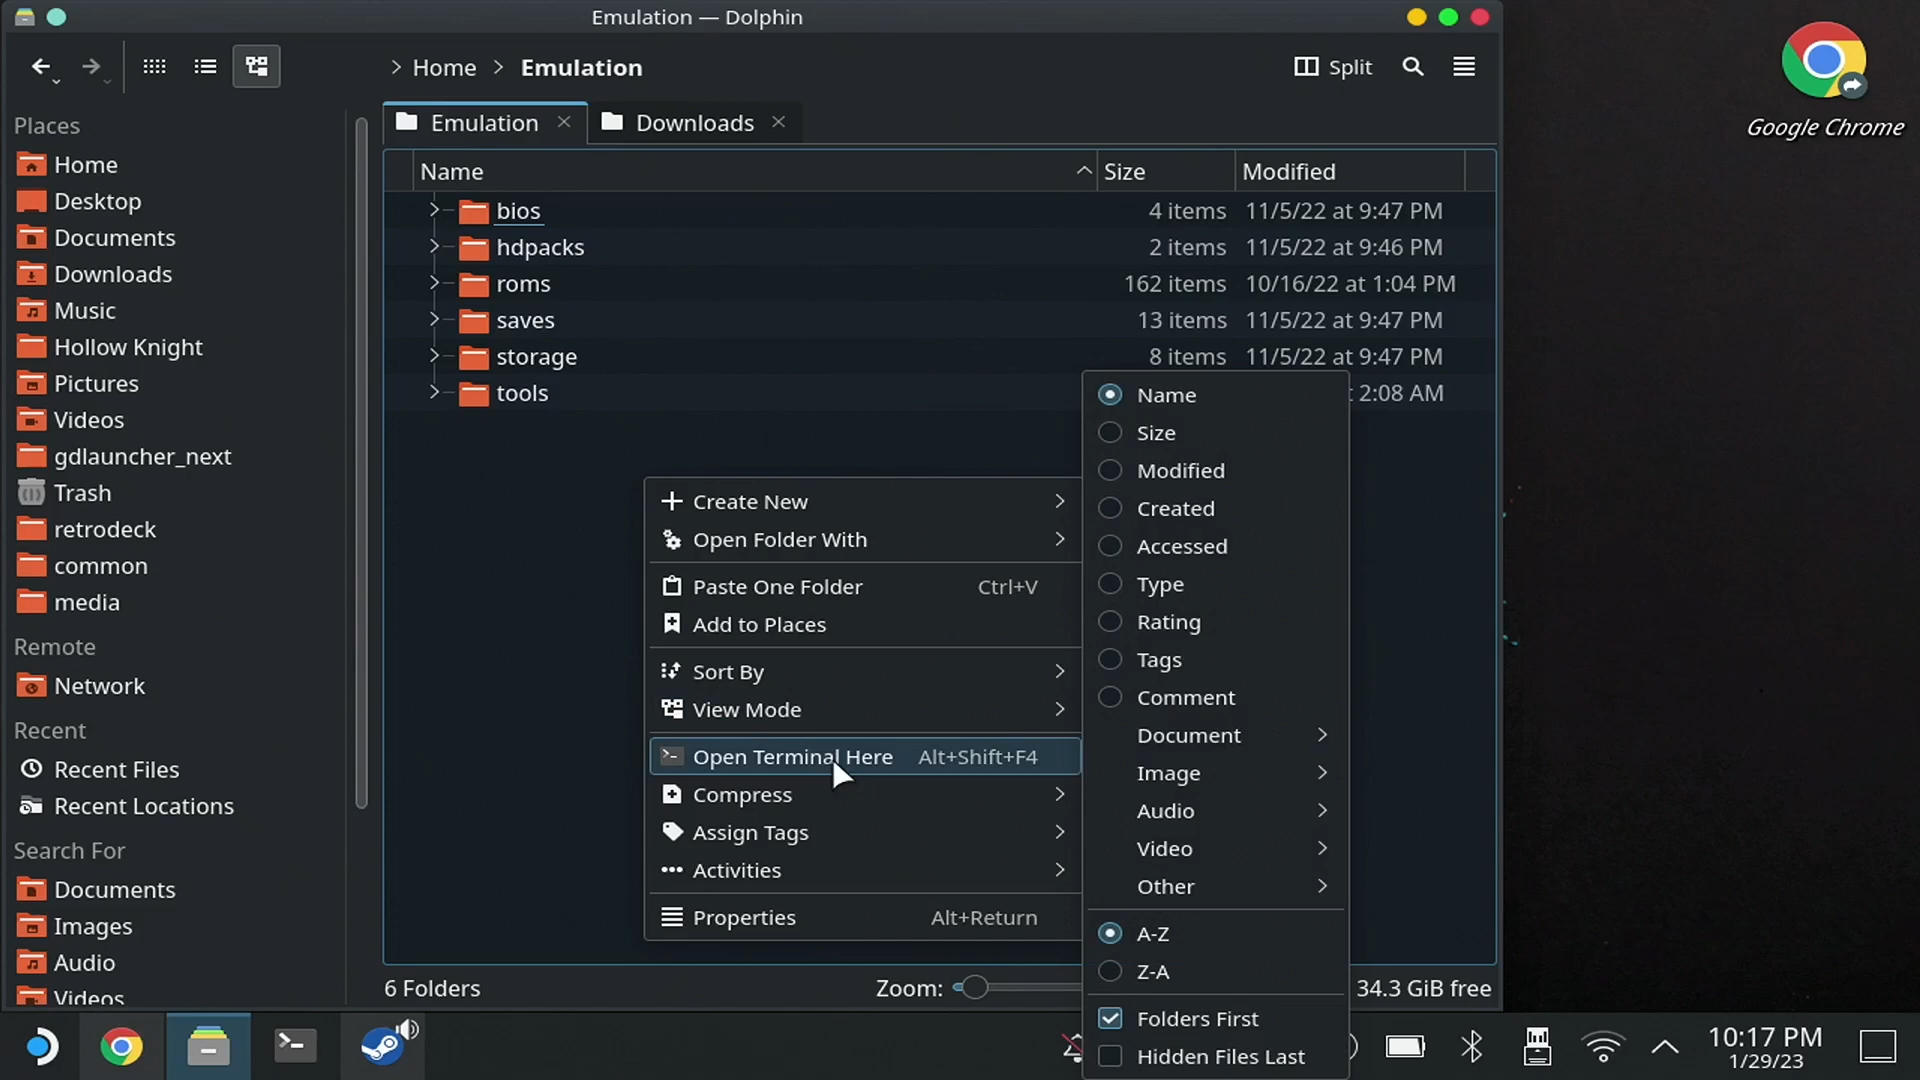 Emulation — Dolphin
Home
Emulation
Split
Google Chrome
Emulation
Downloads
Name
Size
Modified
bios
4 items
11/5/22 at 9:47 PM
hdpacks
2 items
11/5/22 at 9:46 PM
roms
162 items
10/16/22 at 1:04 PM
saves
13 items
11/5/22 at 9:47 PM
storage
8 items
11/5/22 at 9:47 PM
tools
2:08 AM
Places
Home
Desktop
Documents
Downloads
Music
Hollow Knight
Pictures
Videos
gdlauncher_next
Trash
retrodeck
common
media
Remote
Network
Recent
Recent Files
Recent Locations
Search For
Documents
Images
Audio
Videos
Create New
Open Folder With
Paste One Folder Ctrl+V
Add to Places
Sort By
View Mode
Open Terminal Here Alt+Shift+F4
Compress
Assign Tags
Activities
Properties Alt+Return
Name
Size
Modified
Created
Accessed
Type
Rating
Tags
Comment
Document
Image
Audio
Video
Other
A-Z
Z-A
Folders First
Hidden Files Last
6 Folders
Zoom:
34.3 GiB free
10:17 PM
1/29/23